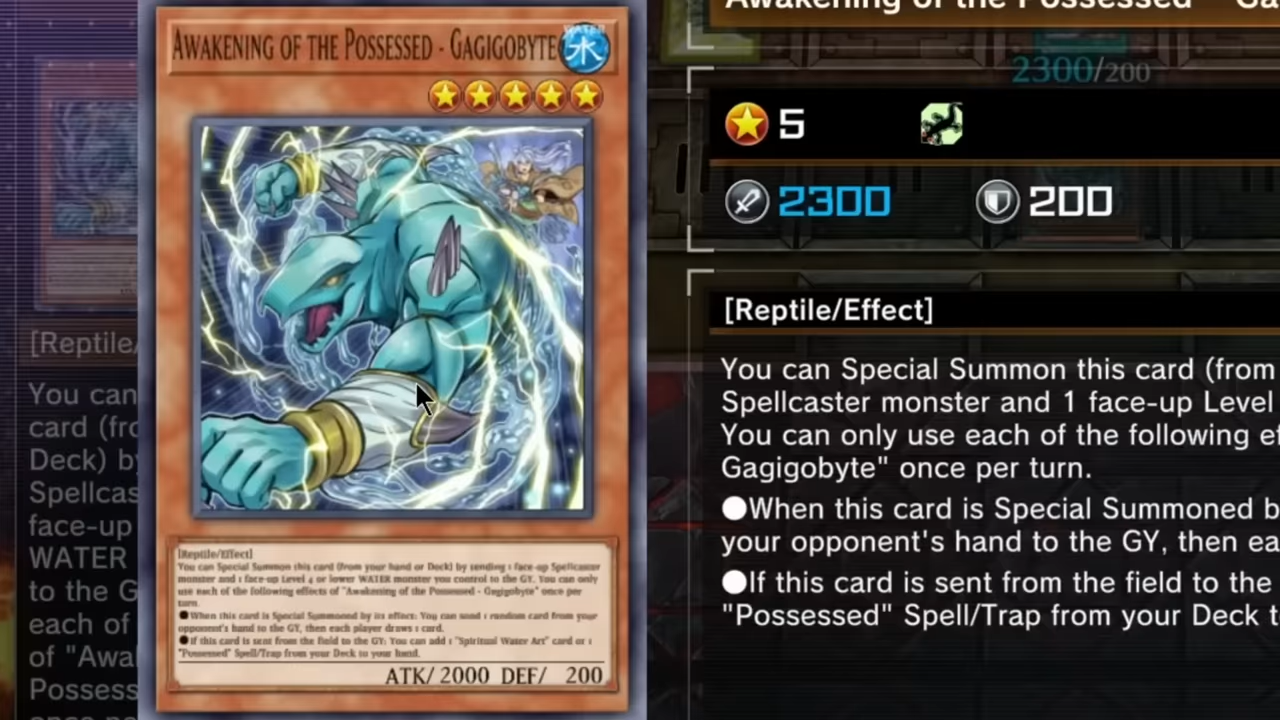 Awakening of the Possessed - Ga
AWAKENING OF THE POSSESSED - GAGIGOBYTE
WATER
水
2300/200
5
2300
200
[Reptile/Effect]
You can Special Summon this card (from
Spellcaster monster and 1 face-up Level
You can only use each of the following ef
Gagigobyte" once per turn.
●When this card is Special Summoned b
your opponent's hand to the GY, then ea
●If this card is sent from the field to the
"Possessed" Spell/Trap from your Deck t
[Reptile/
You can
card (fro
Deck) by
Spellcas
face-up
WATER
to the G
each of
of "Awa
Possess
once pe
[Reptile/Effect]
You can Special Summon this card (from your hand or Deck) by sending 1 face-up Spellcaster
monster and 1 face-up Level 4 or lower WATER monster you control to the GY. You can only
use each of the following effects of "Awakening of the Possessed - Gagigobyte" once per
turn.
●When this card is Special Summoned by its effect: You can send 1 random card from your
opponent's hand to the GY, then each player draws 1 card.
●If this card is sent from the field to the GY: You can add 1 "Spiritual Water Art" card or 1
"Possessed" Spell/Trap from your Deck to your hand.
ATK/ 2000 DEF/ 200